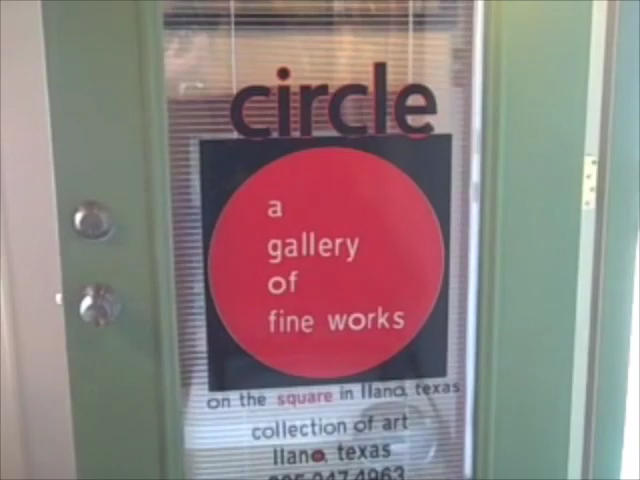 circle
a
gallery
of
fine works
on the square in llano, texas
collection of art
llano, texas